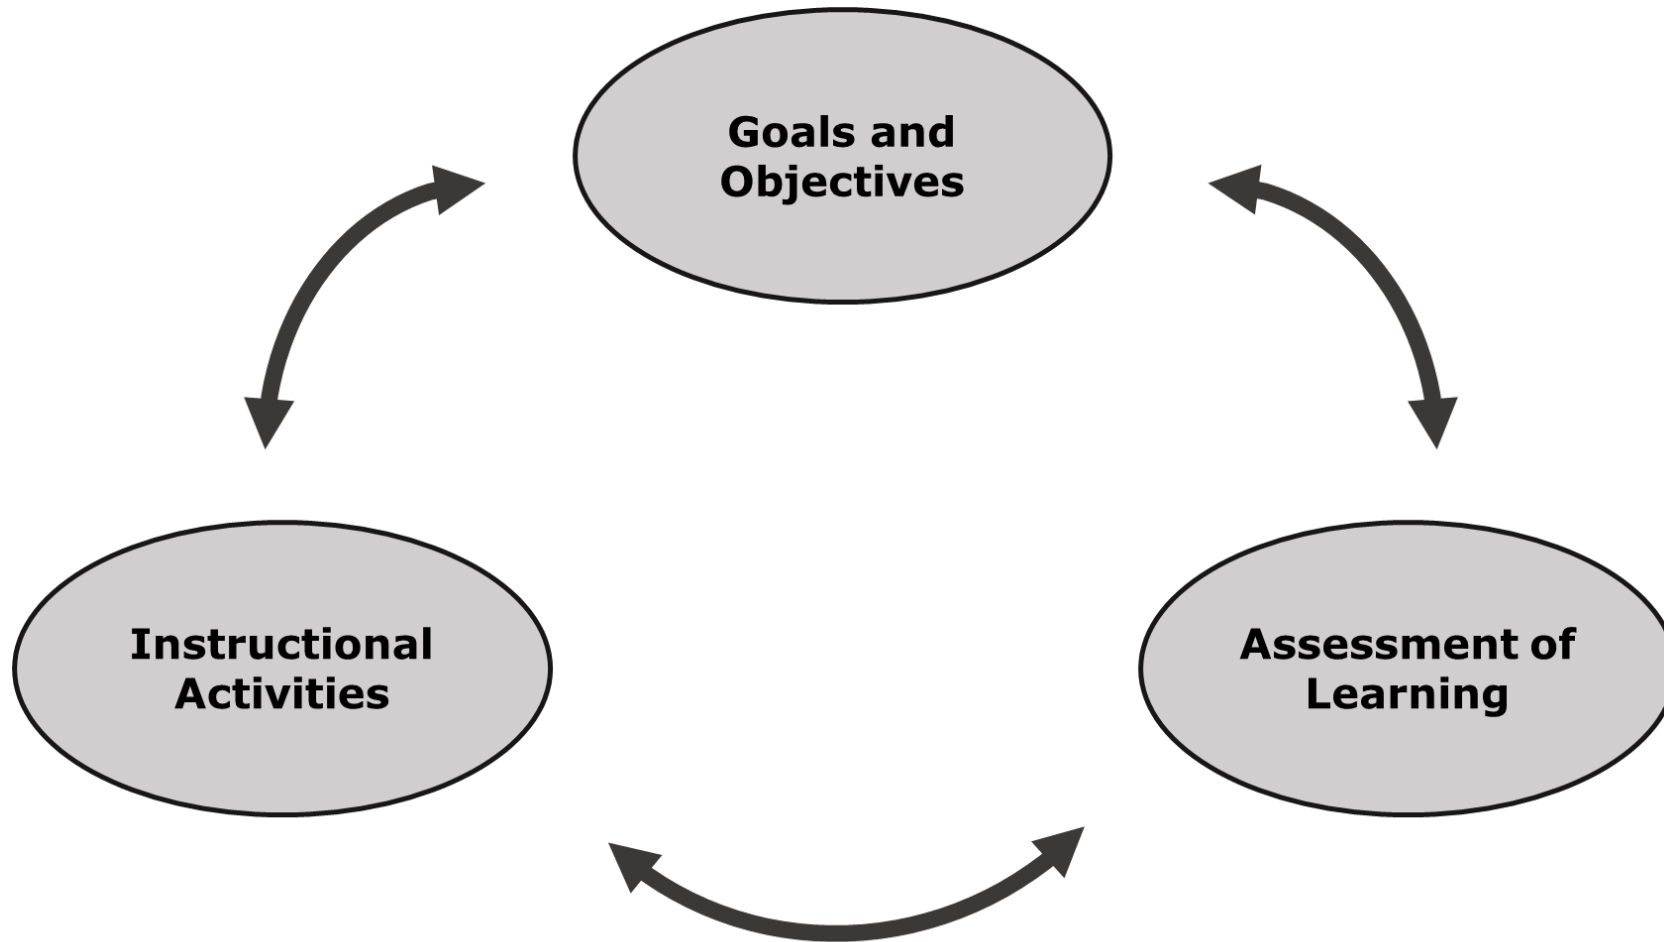 Goals and
Objectives
Instructional
Activities
Assessment of
Learning